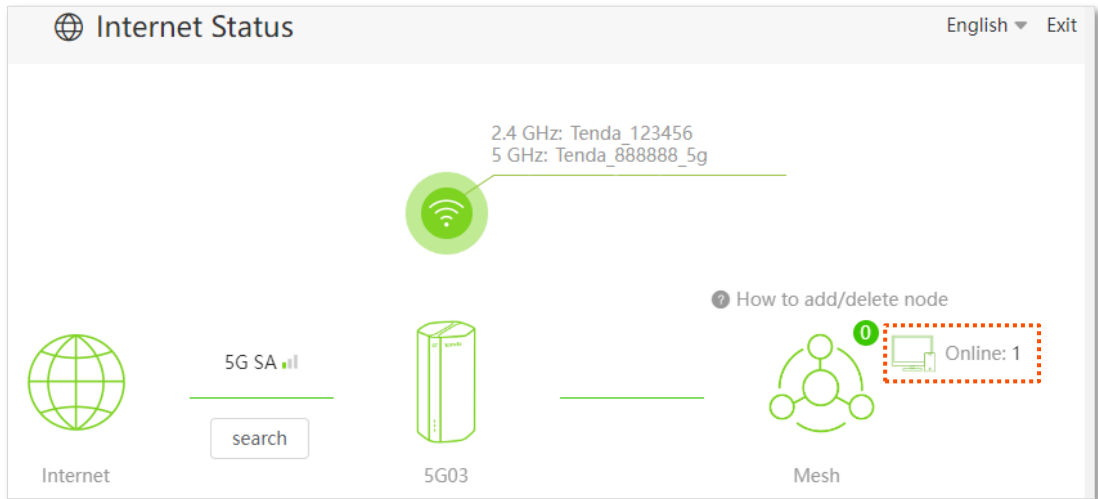 Internet Status
English
Exit
2.4 GHz: Tenda_123456
5 GHz: Tenda_888888_5g
How to add/delete node
0
Online: 1
5G SA
search
Internet
5G03
Mesh